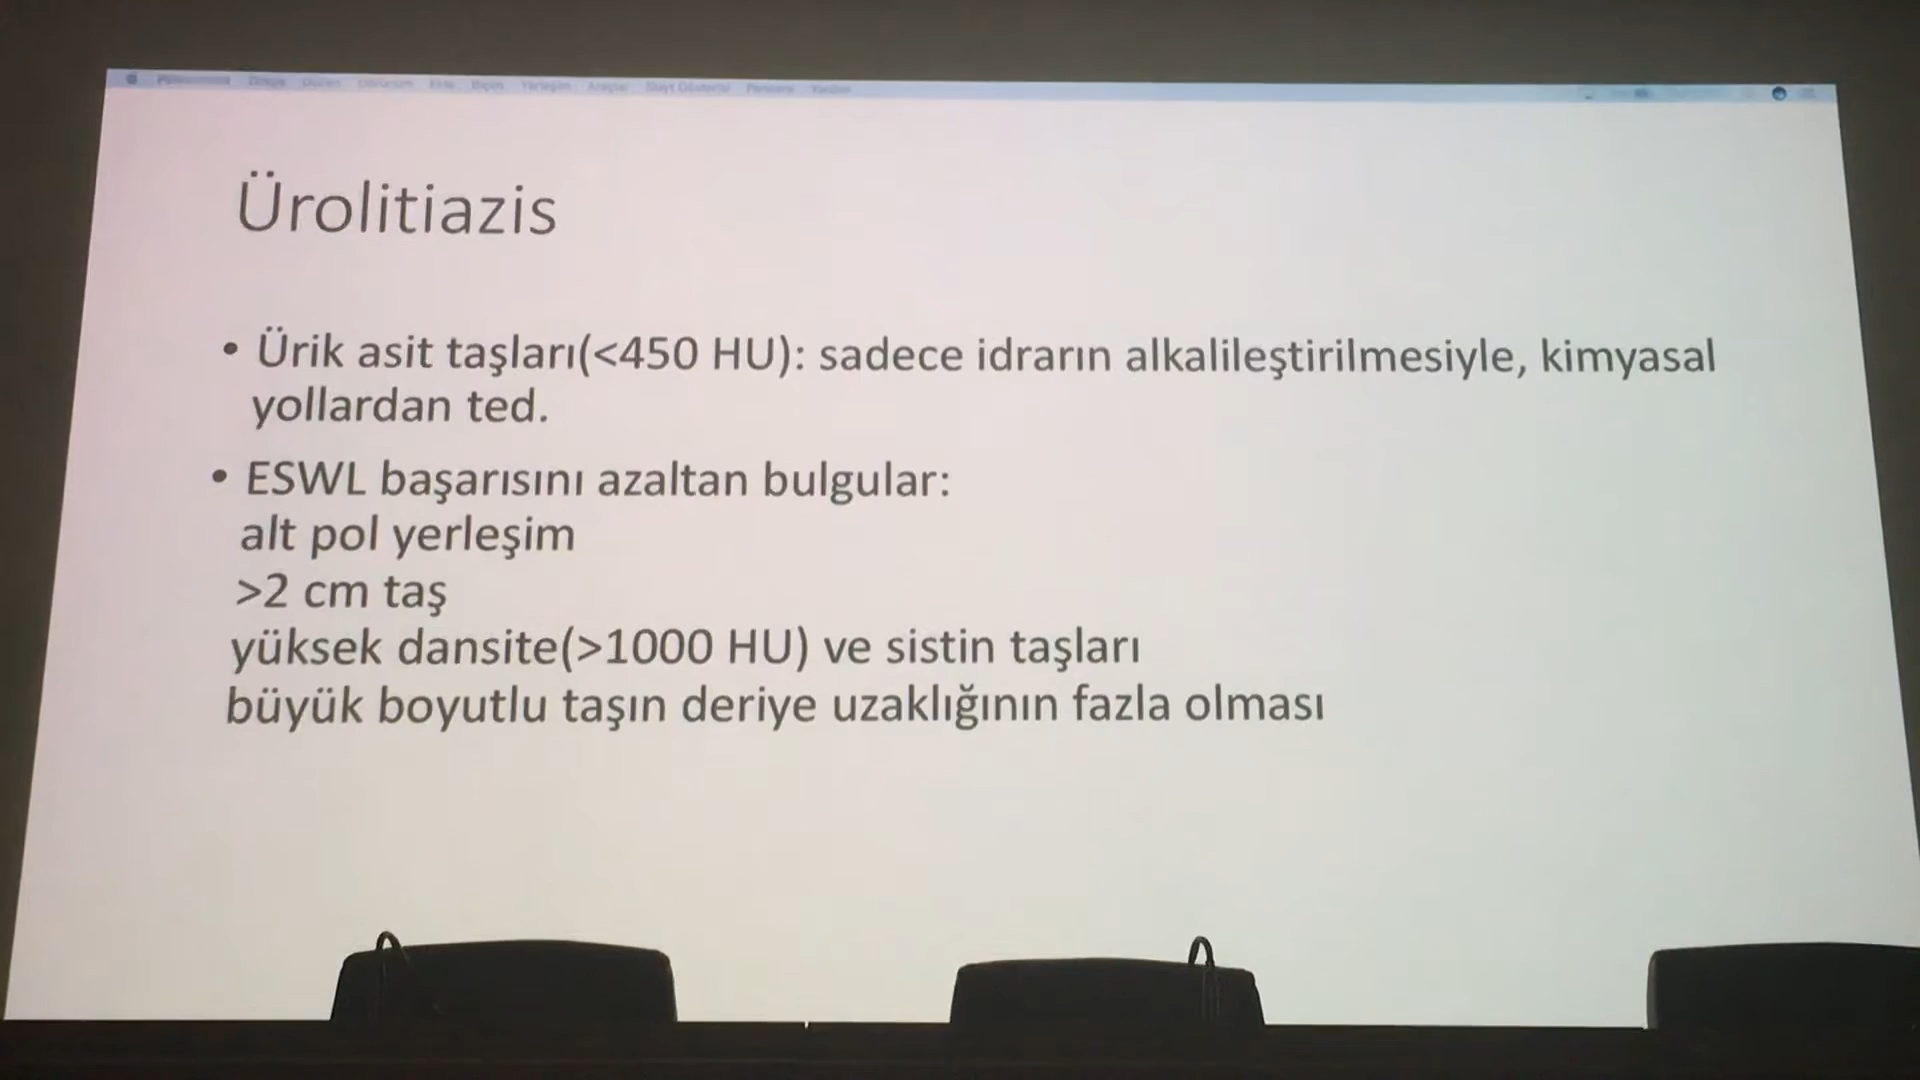 Ürolitiazis
• Ürik asit taşları(<450 HU): sadece idrarın alkalileştirilmesiyle, kimyasal
yollardan ted.
• ESWL başarısını azaltan bulgular:
alt pol yerleşim
>2 cm taş
yüksek dansite(>1000 HU) ve sistin taşları
büyük boyutlu taşın deriye uzaklığının fazla olması